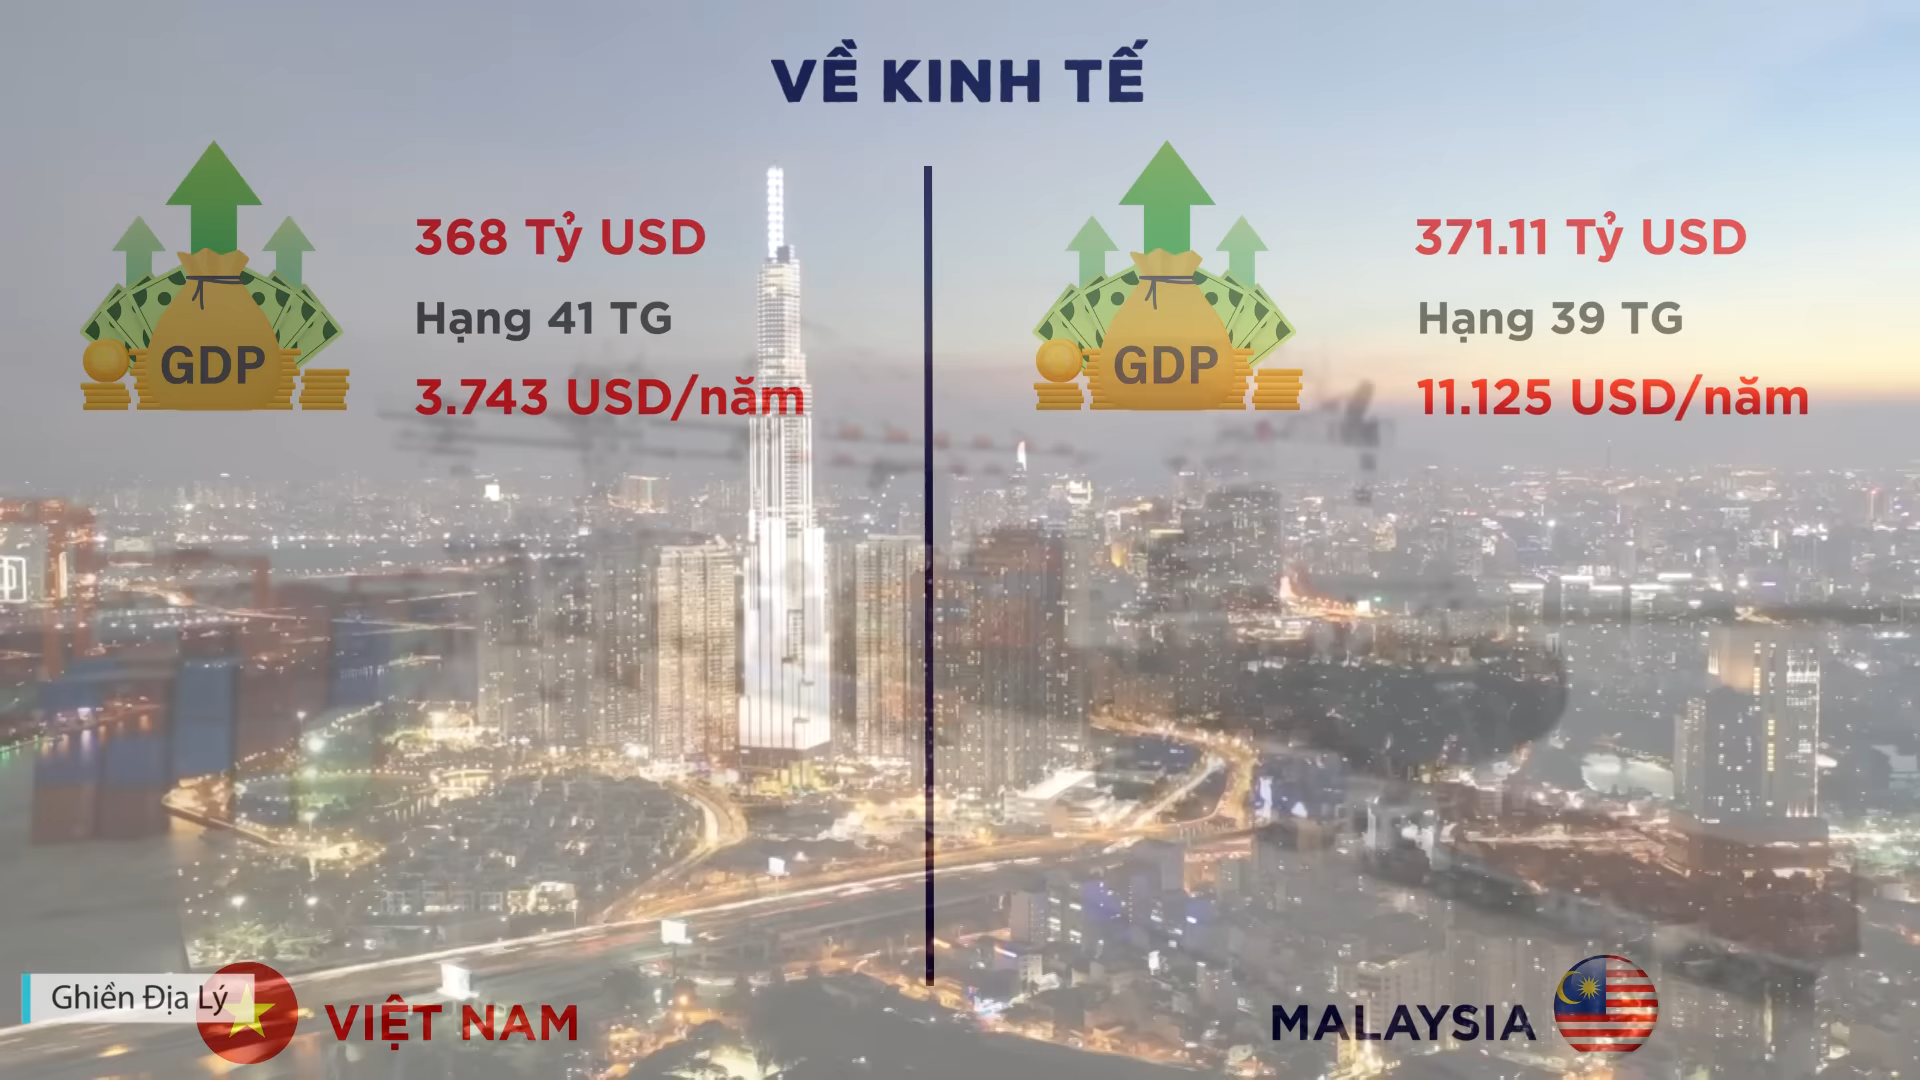 VỀ KINH TẾ
GDP
368 Tỷ USD
Hạng 41 TG
3.743 USD/năm
GDP
371.11 Tỷ USD
Hạng 39 TG
11.125 USD/năm
Ghiền Địa Lý
VIỆT NAM
MALAYSIA